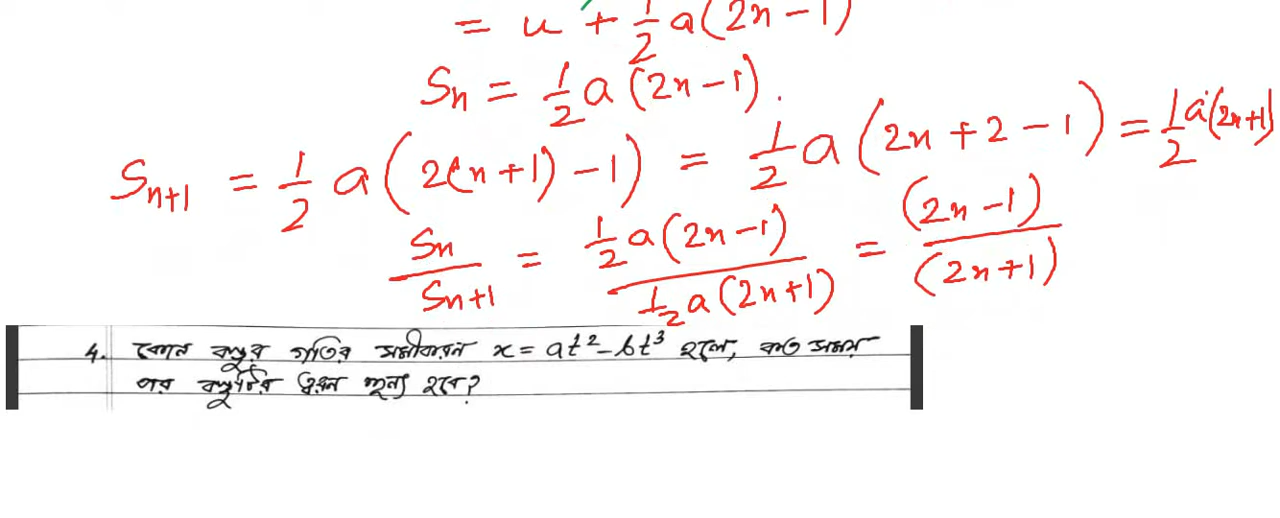 = u + 1/2 a(2n − 1)
Sn = 1/2 a (2n − 1).
Sn+1 = 1/2 a (2(n + 1) − 1) = 1/2 a (2n + 2 − 1) = 1/2 a (2n+1)
Sn/Sn+1 = 1/2 a (2n − 1) / 1/2 a (2n + 1) = (2n − 1)/(2n + 1)
4. কোন বস্তুর গতির সমীকরন x = at² − bt³ হলে, কত সময়
পর বস্তুটির ত্বরন শূন্য হবে?